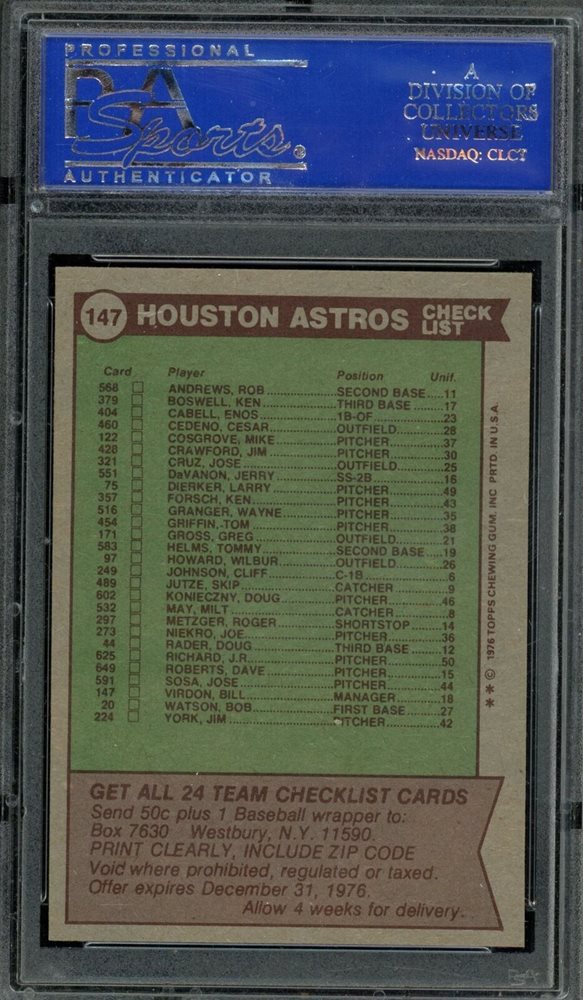 PROFESSIONAL
PSA
Sports®
AUTHENTICATOR
A
DIVISION OF
COLLECTORS
UNIVERSE
NASDAQ: CLCT
147 HOUSTON ASTROS CHECK LIST
Card Player Position Unif.
568 ANDREWS, ROB SECOND BASE 11
379 BOSWELL, KEN THIRD BASE 17
404 CABELL, ENOS 1B-OF 23
460 CEDENO, CESAR OUTFIELD 28
122 COSGROVE, MIKE PITCHER 37
428 CRAWFORD, JIM PITCHER 30
321 CRUZ, JOSE OUTFIELD 25
551 DaVANON, JERRY SS-2B 16
75 DIERKER, LARRY PITCHER 49
357 FORSCH, KEN PITCHER 43
516 GRANGER, WAYNE PITCHER 35
454 GRIFFIN, TOM PITCHER 38
171 GROSS, GREG OUTFIELD 21
583 HELMS, TOMMY SECOND BASE 19
97 HOWARD, WILBUR OUTFIELD 26
249 JOHNSON, CLIFF C-1B 6
489 JUTZE, SKIP CATCHER 9
602 KONIECZNY, DOUG PITCHER 46
532 MAY, MILT CATCHER 8
297 METZGER, ROGER SHORTSTOP 14
273 NIEKRO, JOE PITCHER 36
44 RADER, DOUG THIRD BASE 12
625 RICHARD, J.R. PITCHER 50
649 ROBERTS, DAVE PITCHER 15
591 SOSA, JOSE PITCHER 44
147 VIRDON, BILL MANAGER 18
20 WATSON, BOB FIRST BASE 27
224 YORK, JIM PITCHER 42
* * © 1976 TOPPS CHEWING GUM, INC PRTD. IN U.S.A.
GET ALL 24 TEAM CHECKLIST CARDS
Send 50c plus 1 Baseball wrapper to:
Box 7630 Westbury, N.Y. 11590.
PRINT CLEARLY, INCLUDE ZIP CODE
Void where prohibited, regulated or taxed.
Offer expires December 31, 1976.
Allow 4 weeks for delivery.